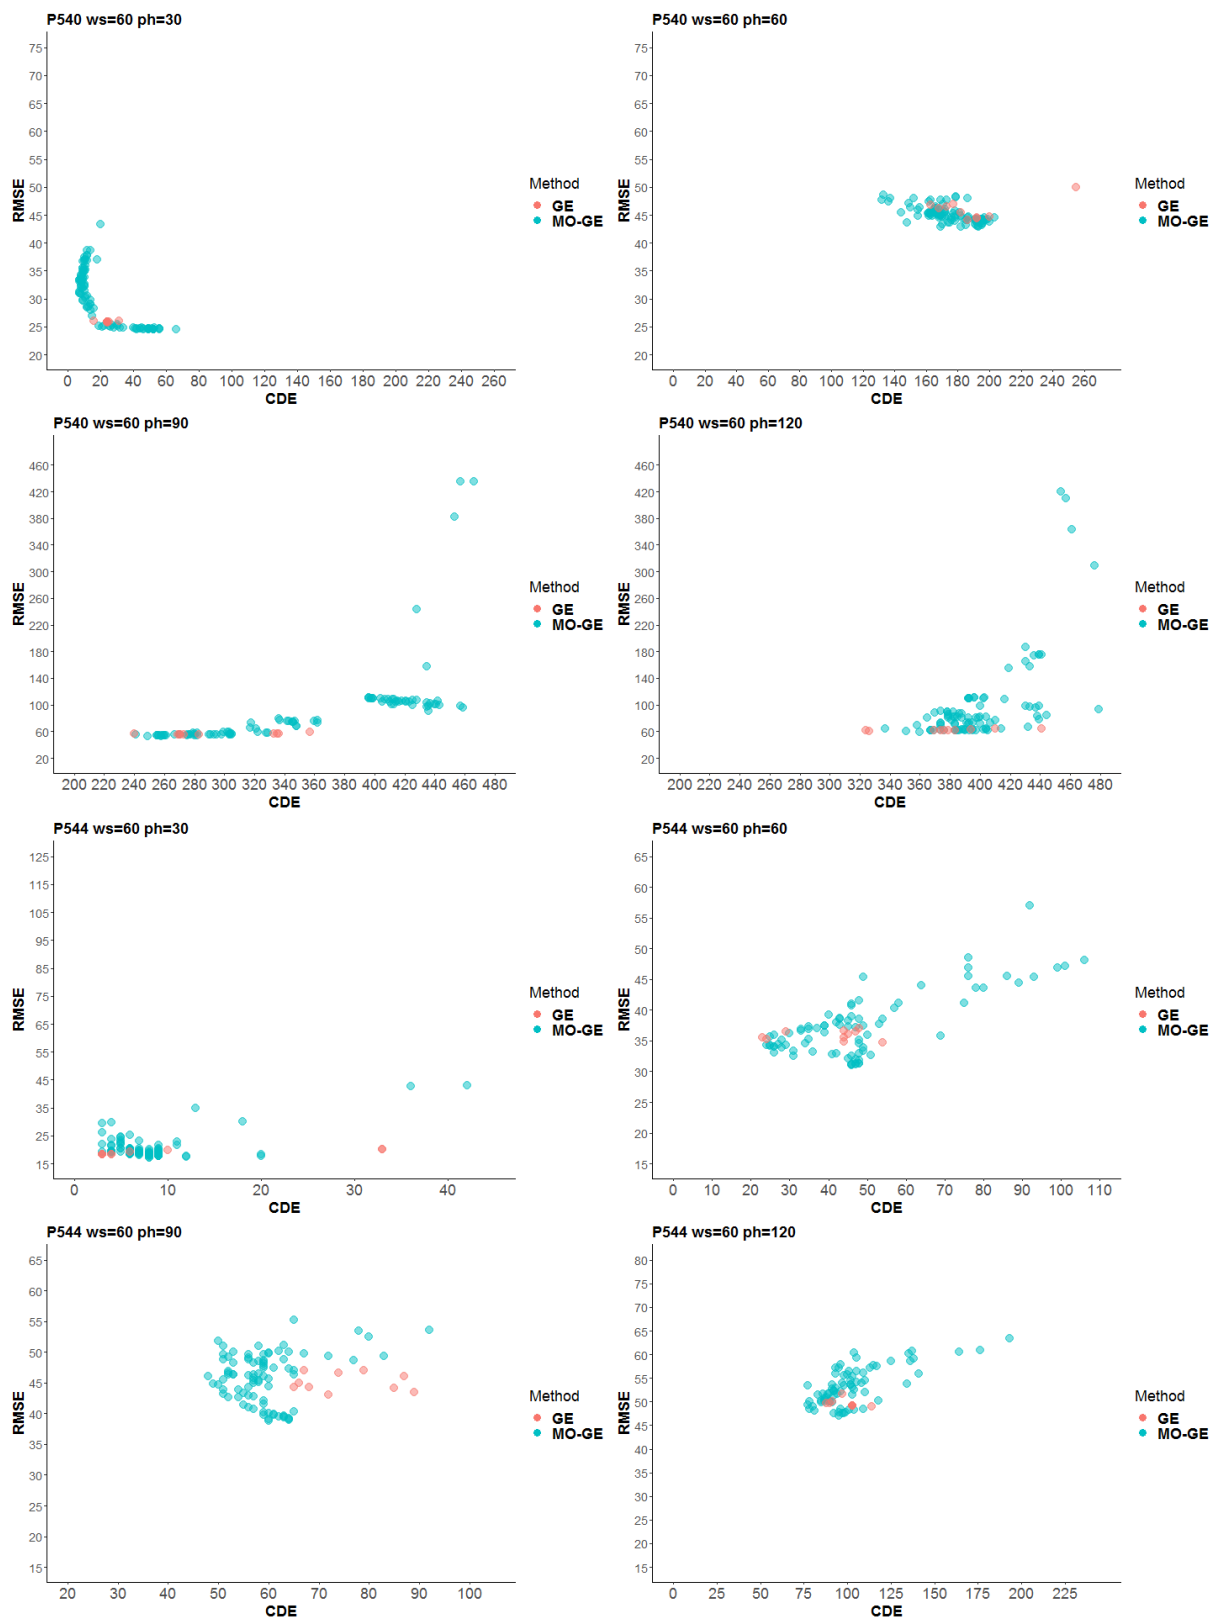 P540 ws=60 ph=30
75
70
65
60
55
50
45
40
35
30
25
20
RMSE
0 20 40 60 80 100 120 140 160 180 200 220 240 260
CDE
Method
GE
MO-GE
P540 ws=60 ph=60
75
70
65
60
55
50
45
40
35
30
25
20
RMSE
0 20 40 60 80 100 120 140 160 180 200 220 240 260
CDE
Method
GE
MO-GE
P540 ws=60 ph=90
460
420
380
340
300
260
220
180
140
100
60
20
RMSE
200 220 240 260 280 300 320 340 360 380 400 420 440 460 480
CDE
Method
GE
MO-GE
P540 ws=60 ph=120
460
420
380
340
300
260
220
180
140
100
60
20
RMSE
200 220 240 260 280 300 320 340 360 380 400 420 440 460 480
CDE
Method
GE
MO-GE
P544 ws=60 ph=30
125
115
105
95
85
75
65
55
45
35
25
15
RMSE
0 10 20 30 40
CDE
Method
GE
MO-GE
P544 ws=60 ph=60
65
60
55
50
45
40
35
30
25
20
15
RMSE
0 10 20 30 40 50 60 70 80 90 100 110
CDE
Method
GE
MO-GE
P544 ws=60 ph=90
65
60
55
50
45
40
35
30
25
20
15
RMSE
20 30 40 50 60 70 80 90 100
CDE
Method
GE
MO-GE
P544 ws=60 ph=120
80
75
70
65
60
55
50
45
40
35
30
25
20
15
RMSE
0 25 50 75 100 125 150 175 200 225
CDE
Method
GE
MO-GE